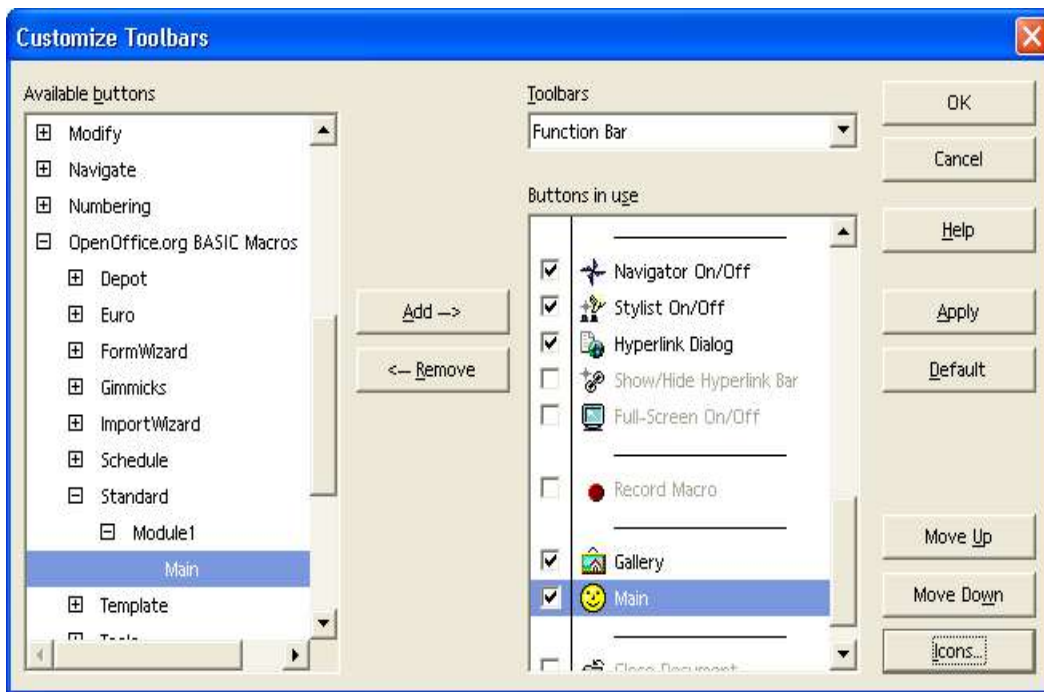 Customize Toolbars
Available buttons
Modify
Navigate
Numbering
OpenOffice.org BASIC Macros
Depot
Euro
FormWizard
Gimmicks
ImportWizard
Schedule
Standard
Module1
Main
Template
Add -->
<-- Remove
Toolbars
Function Bar
Buttons in use
Navigator On/Off
Stylist On/Off
Hyperlink Dialog
Show/Hide Hyperlink Bar
Full-Screen On/Off
Record Macro
Gallery
Main
Close Document
OK
Cancel
Help
Apply
Default
Move Up
Move Down
Icons...